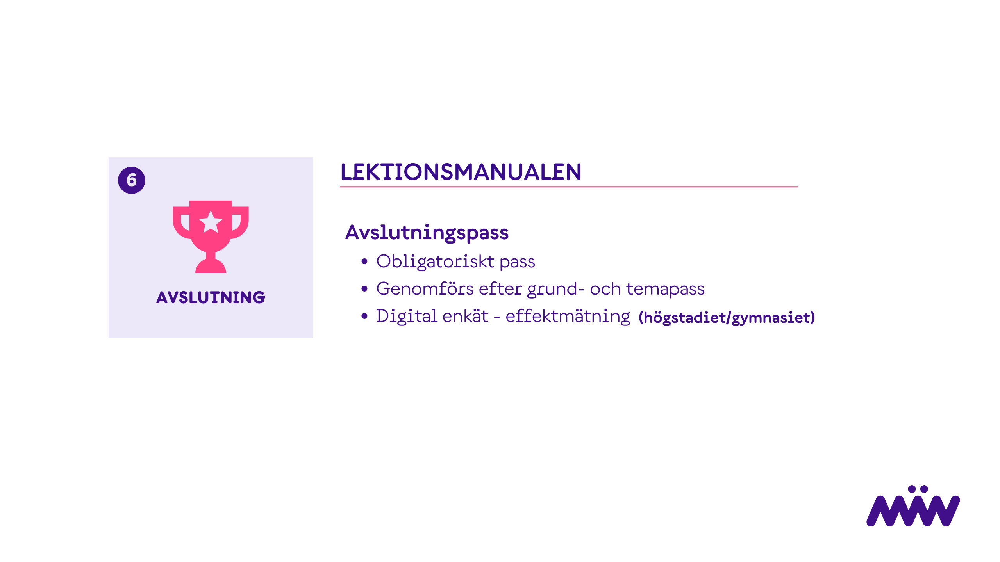 6
AVSLUTNING
LEKTIONSMANUALEN
Avslutningspass
• Obligatoriskt pass
• Genomförs efter grund- och temapass
• Digital enkät - effektmätning (högstadiet/gymnasiet)